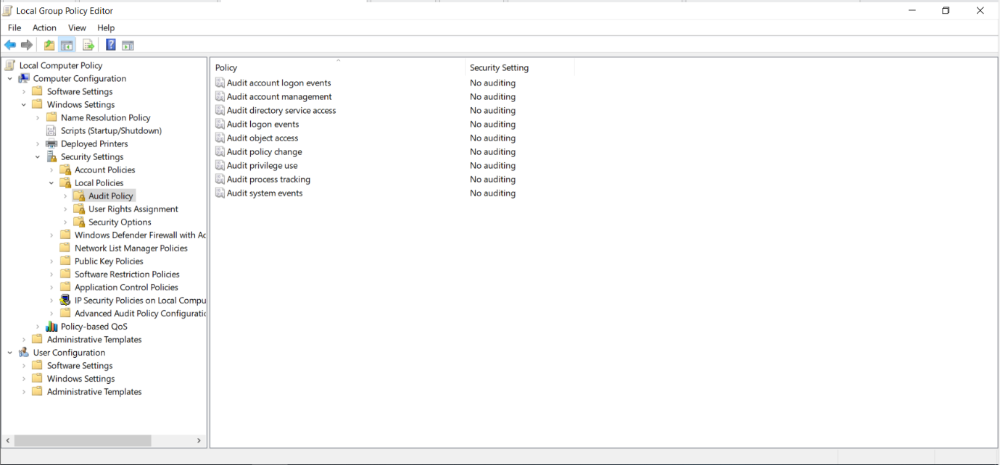 Local Group Policy Editor
File Action View Help
Local Computer Policy
Computer Configuration
Software Settings
Windows Settings
Name Resolution Policy
Scripts (Startup/Shutdown)
Deployed Printers
Security Settings
Account Policies
Local Policies
Audit Policy
User Rights Assignment
Security Options
Windows Defender Firewall with Ac
Network List Manager Policies
Public Key Policies
Software Restriction Policies
Application Control Policies
IP Security Policies on Local Compu
Advanced Audit Policy Configuratic
Policy-based QoS
Administrative Templates
User Configuration
Software Settings
Windows Settings
Administrative Templates
Policy Security Setting
Audit account logon events No auditing
Audit account management No auditing
Audit directory service access No auditing
Audit logon events No auditing
Audit object access No auditing
Audit policy change No auditing
Audit privilege use No auditing
Audit process tracking No auditing
Audit system events No auditing